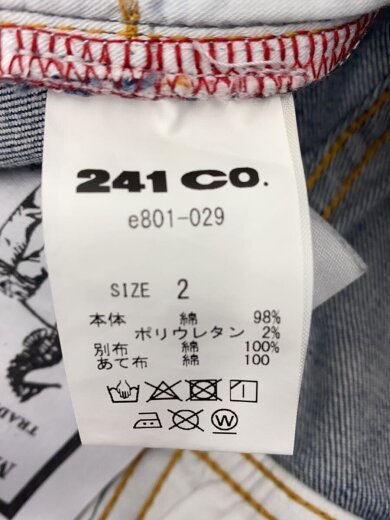 241 CO.
e801-029
SIZE 2
本体 綿 98%
ポリウレタン 2%
別布 綿 100%
あて布 綿 100
W
TRAD